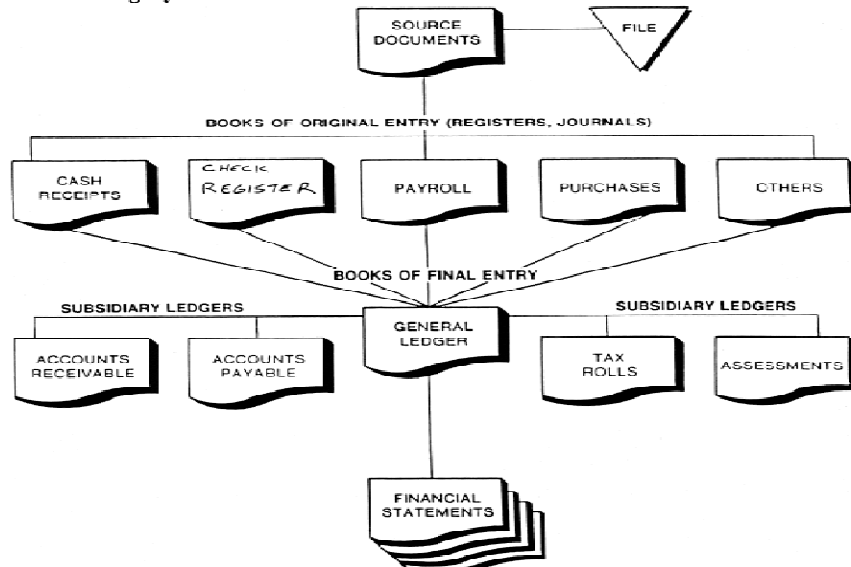 SOURCE
DOCUMENTS
FILE
BOOKS OF ORIGINAL ENTRY (REGISTERS, JOURNALS)
CASH
RECEIPTS
CHECK
REGISTER
PAYROLL
PURCHASES
OTHERS
BOOKS OF FINAL ENTRY
SUBSIDIARY LEDGERS
SUBSIDIARY LEDGERS
GENERAL
LEDGER
ACCOUNTS
RECEIVABLE
ACCOUNTS
PAYABLE
TAX
ROLLS
ASSESSMENTS
FINANCIAL
STATEMENTS